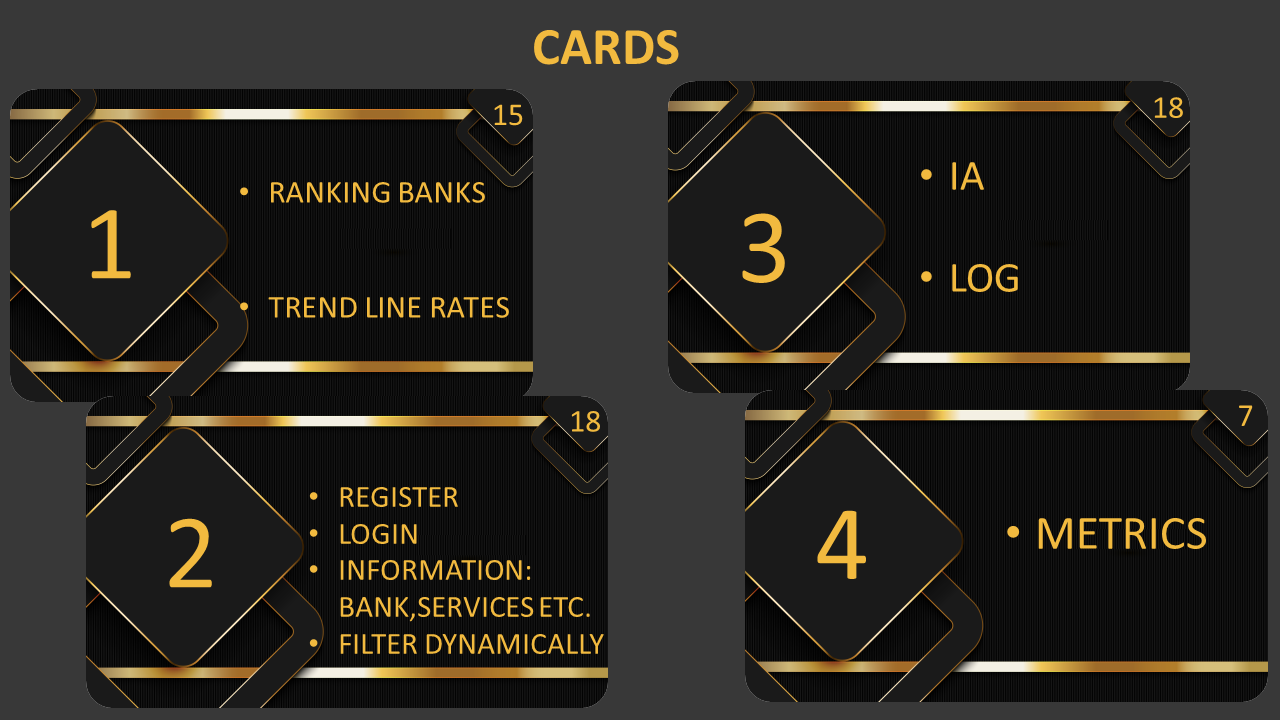 CARDS
15
1
• RANKING BANKS
• TREND LINE RATES
18
2
• REGISTER
• LOGIN
• INFORMATION:
BANK,SERVICES ETC.
• FILTER DYNAMICALLY
18
3
• IA
• LOG
7
4
• METRICS